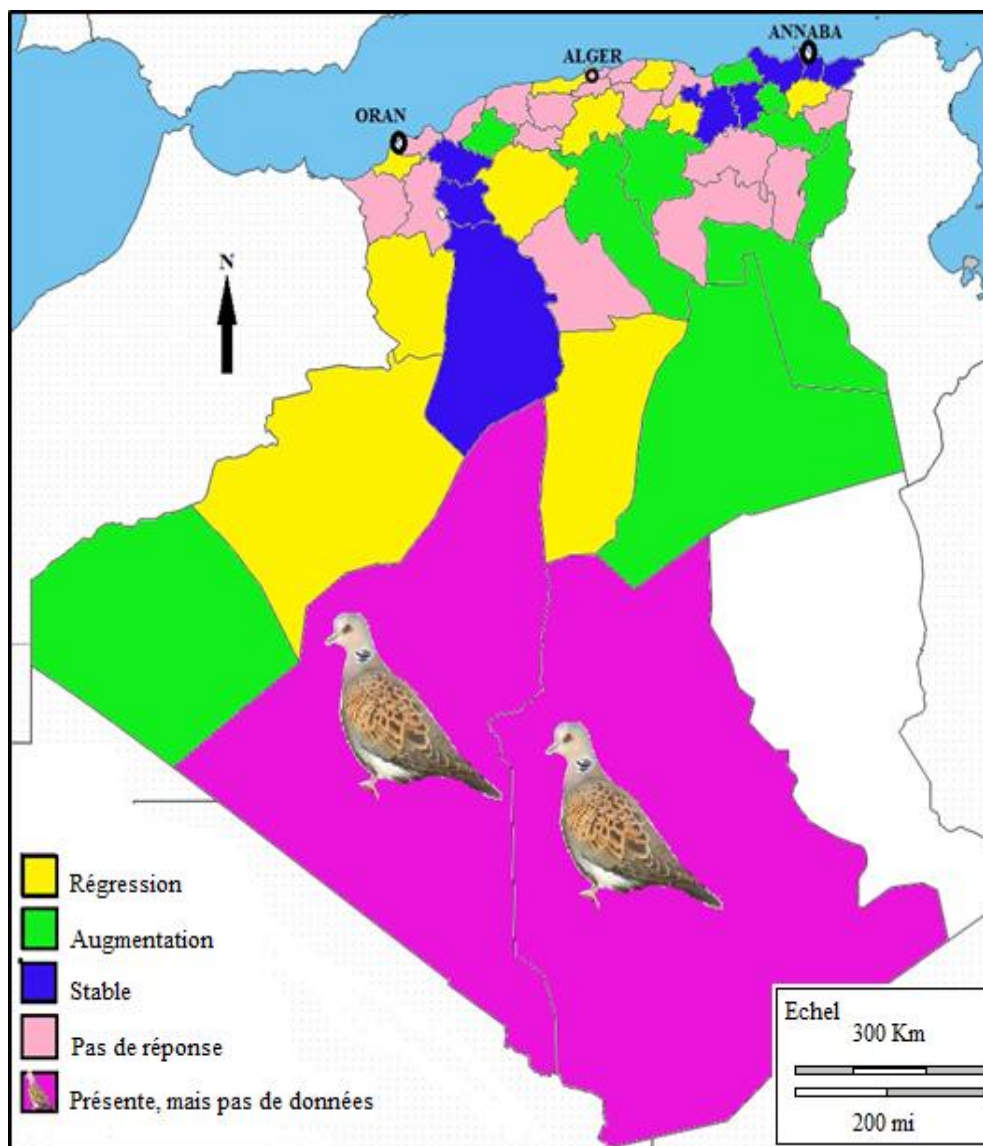 ANNABA
ALGER
ORAN
N
Régression
Augmentation
Stable
Pas de réponse
Présente, mais pas de données
Echel
300 Km
200 mi